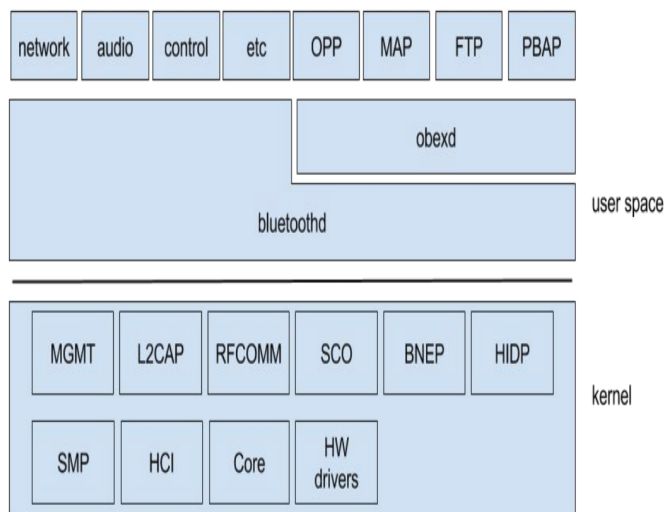 network audio control etc OPP MAP FTP PBAP
obexd
user space
bluetoothd
MGMT L2CAP RFCOMM SCO BNEP HIDP
kernel
SMP HCI Core HW
drivers